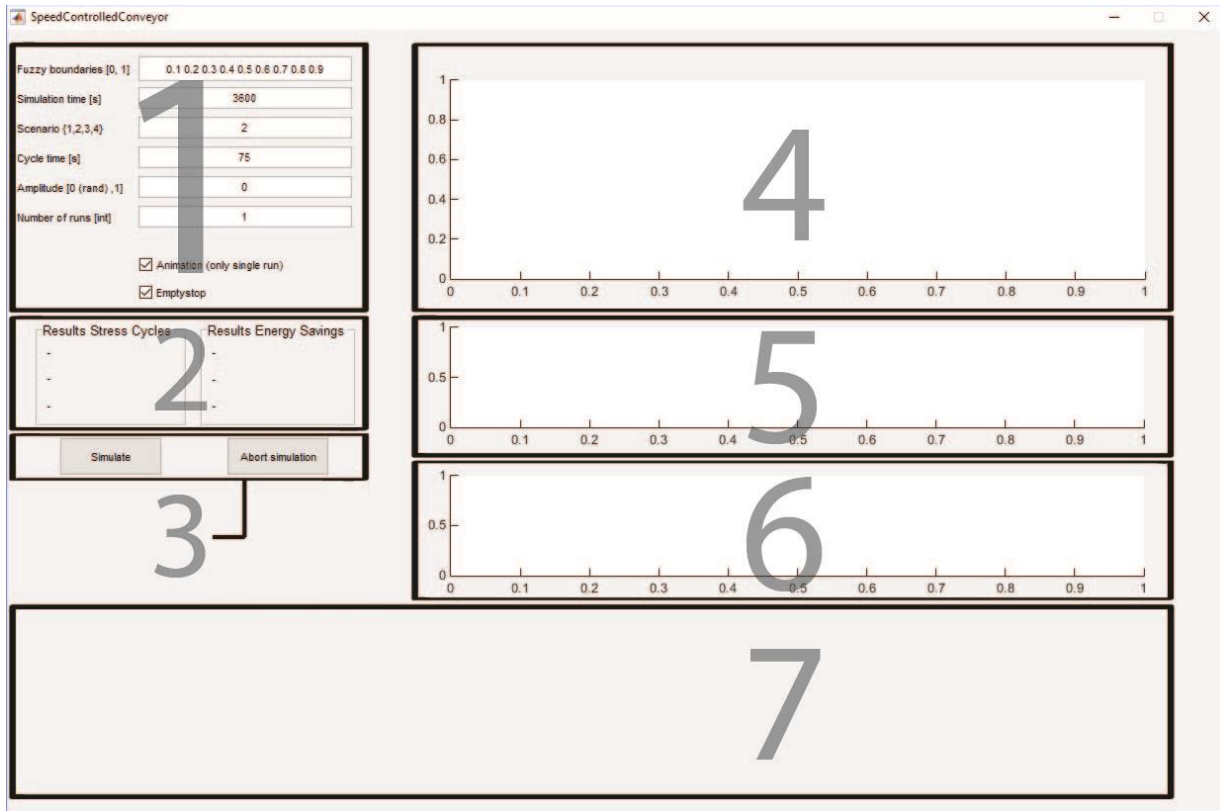 SpeedControlledConveyor
Fuzzy boundaries [0, 1] 0.1 0.2 0.3 0.4 0.5 0.6 0.7 0.8 0.9
Simulation time [s] 3600
Scenario {1,2,3,4} 2
Cycle time [s] 75
Amplitude [0 (rand) ,1] 0
Number of runs [int] 1
Animation (only single run)
Emptystop
1
Results Stress Cycles Results Energy Savings
- -
- -
- -
2
Simulate Abort simulation
3
1
0.8
0.6
0.4
0.2
0
0 0.1 0.2 0.3 0.4 0.5 0.6 0.7 0.8 0.9 1
4
1
0.5
0
0 0.1 0.2 0.3 0.4 0.5 0.6 0.7 0.8 0.9 1
5
1
0.5
0
0 0.1 0.2 0.3 0.4 0.5 0.6 0.7 0.8 0.9 1
6
7